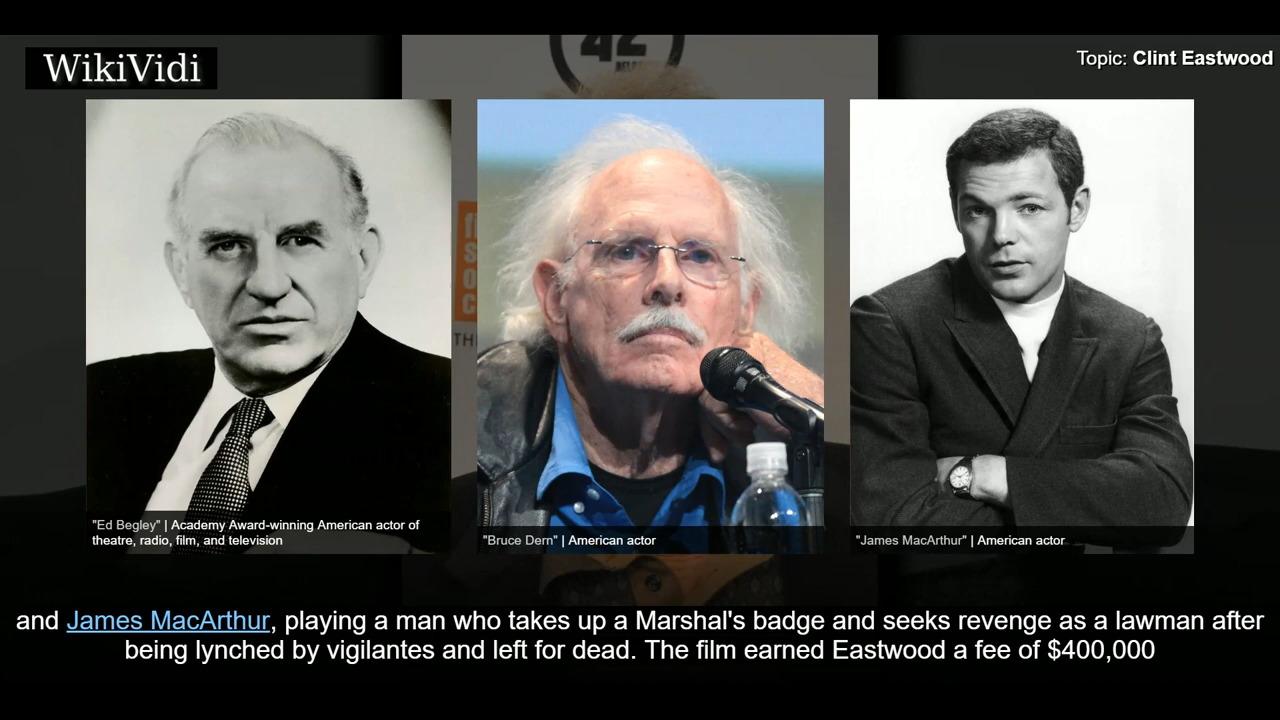 WikiVidi
Topic: Clint Eastwood
42
"Ed Begley" | Academy Award-winning American actor of
theatre, radio, film, and television
"Bruce Dern" | American actor
"James MacArthur" | American actor
and James MacArthur, playing a man who takes up a Marshal's badge and seeks revenge as a lawman after
being lynched by vigilantes and left for dead. The film earned Eastwood a fee of $400,000